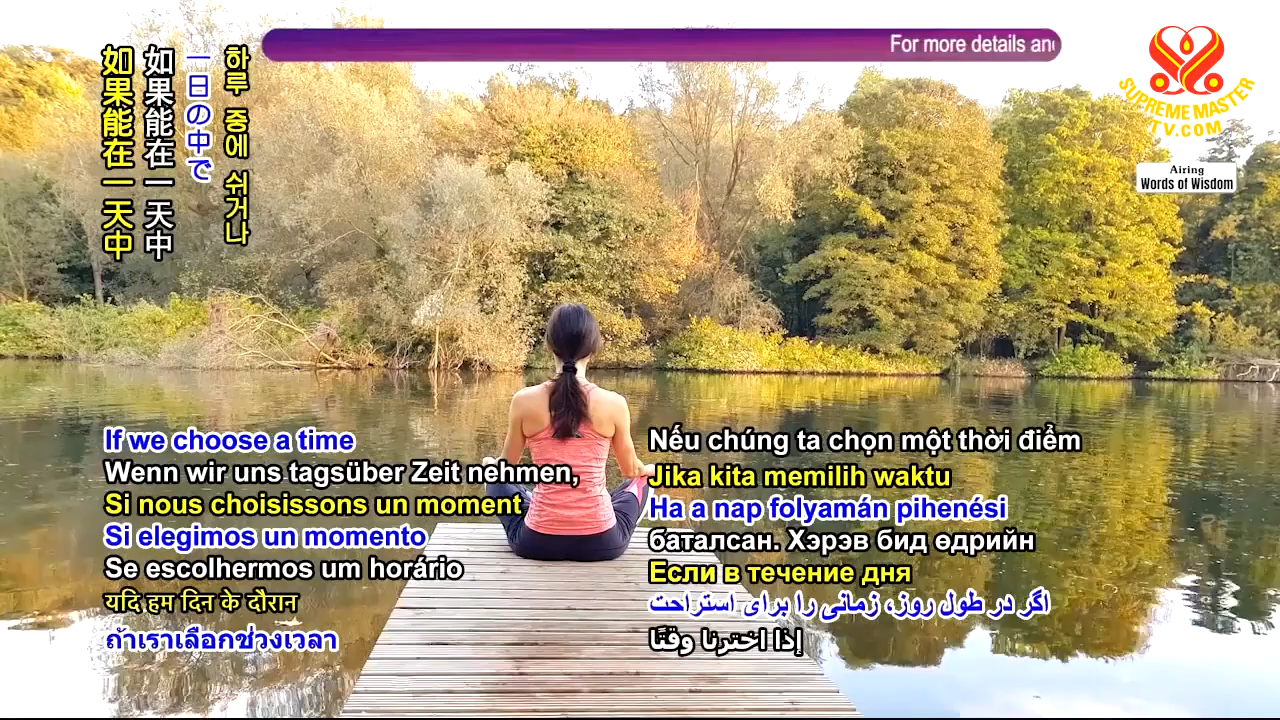 For more details an
SUPREME MASTER
TV.COM
Airing
Words of Wisdom
하루 중에 쉬거나
一日の中で
如果能在一天中
如果能在一天中
If we choose a time
Wenn wir uns tagsüber Zeit nehmen,
Si nous choisissons un moment
Si elegimos un momento
Se escolhermos um horário
यदि हम दिन के दौरान
ถ้าเราเลือกช่วงเวลา
Nếu chúng ta chọn một thời điểm
Jika kita memilih waktu
Ha a nap folyamán pihenési
баталсан. Хэрэв бид өдрийн
Если в течение дня
اگر در طول روز، زمانی را برای استراحت
إذا اخترنا وقتًا